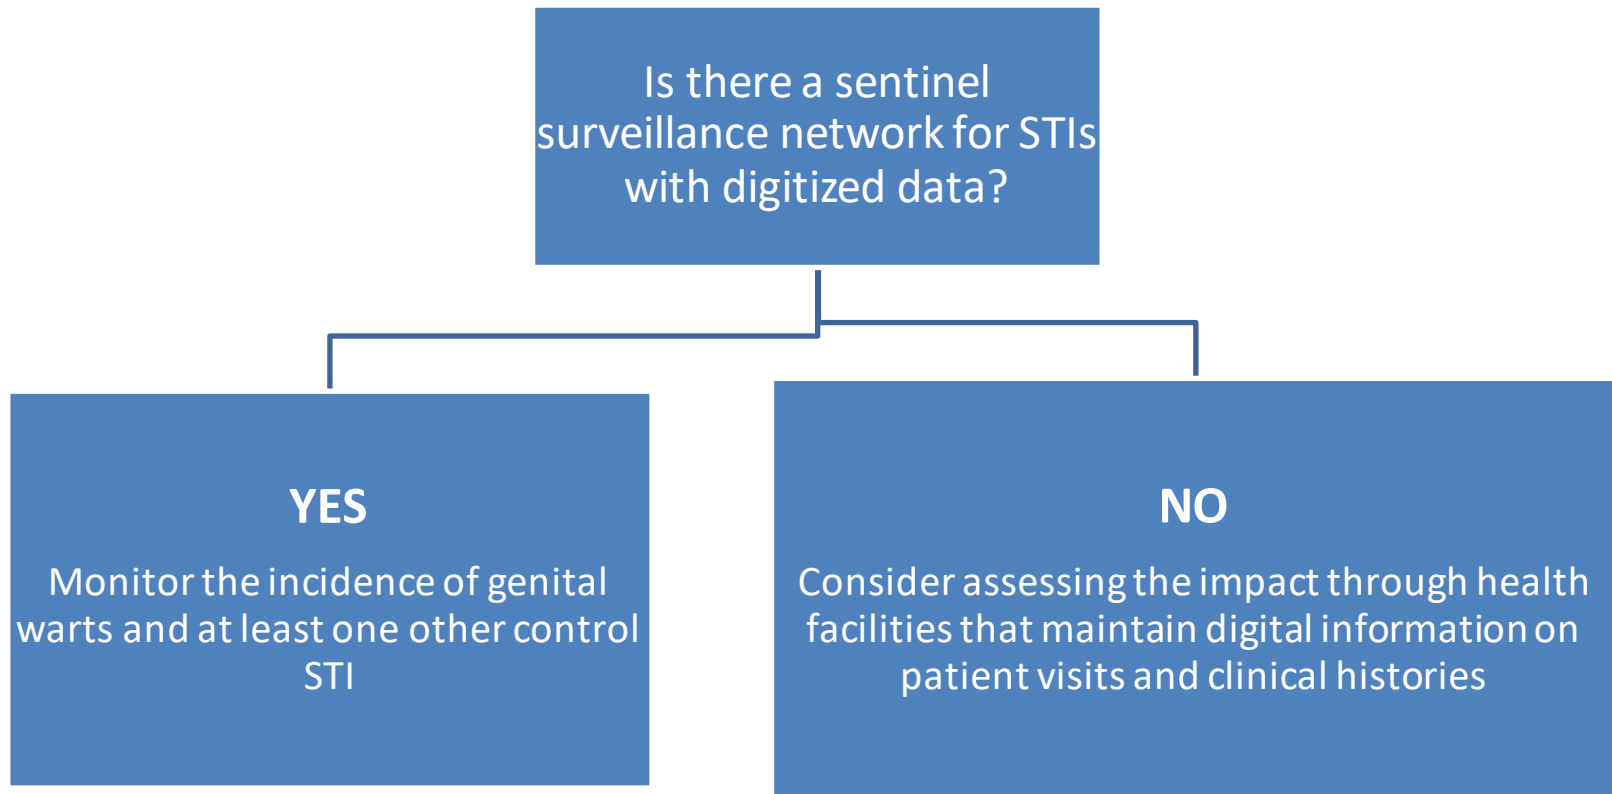 Is there a sentinel
surveillance network for STIs
with digitized data?
YES
Monitor the incidence of genital
warts and at least one other control
STI
NO
Consider assessing the impact through health
facilities that maintain digital information on
patient visits and clinical histories